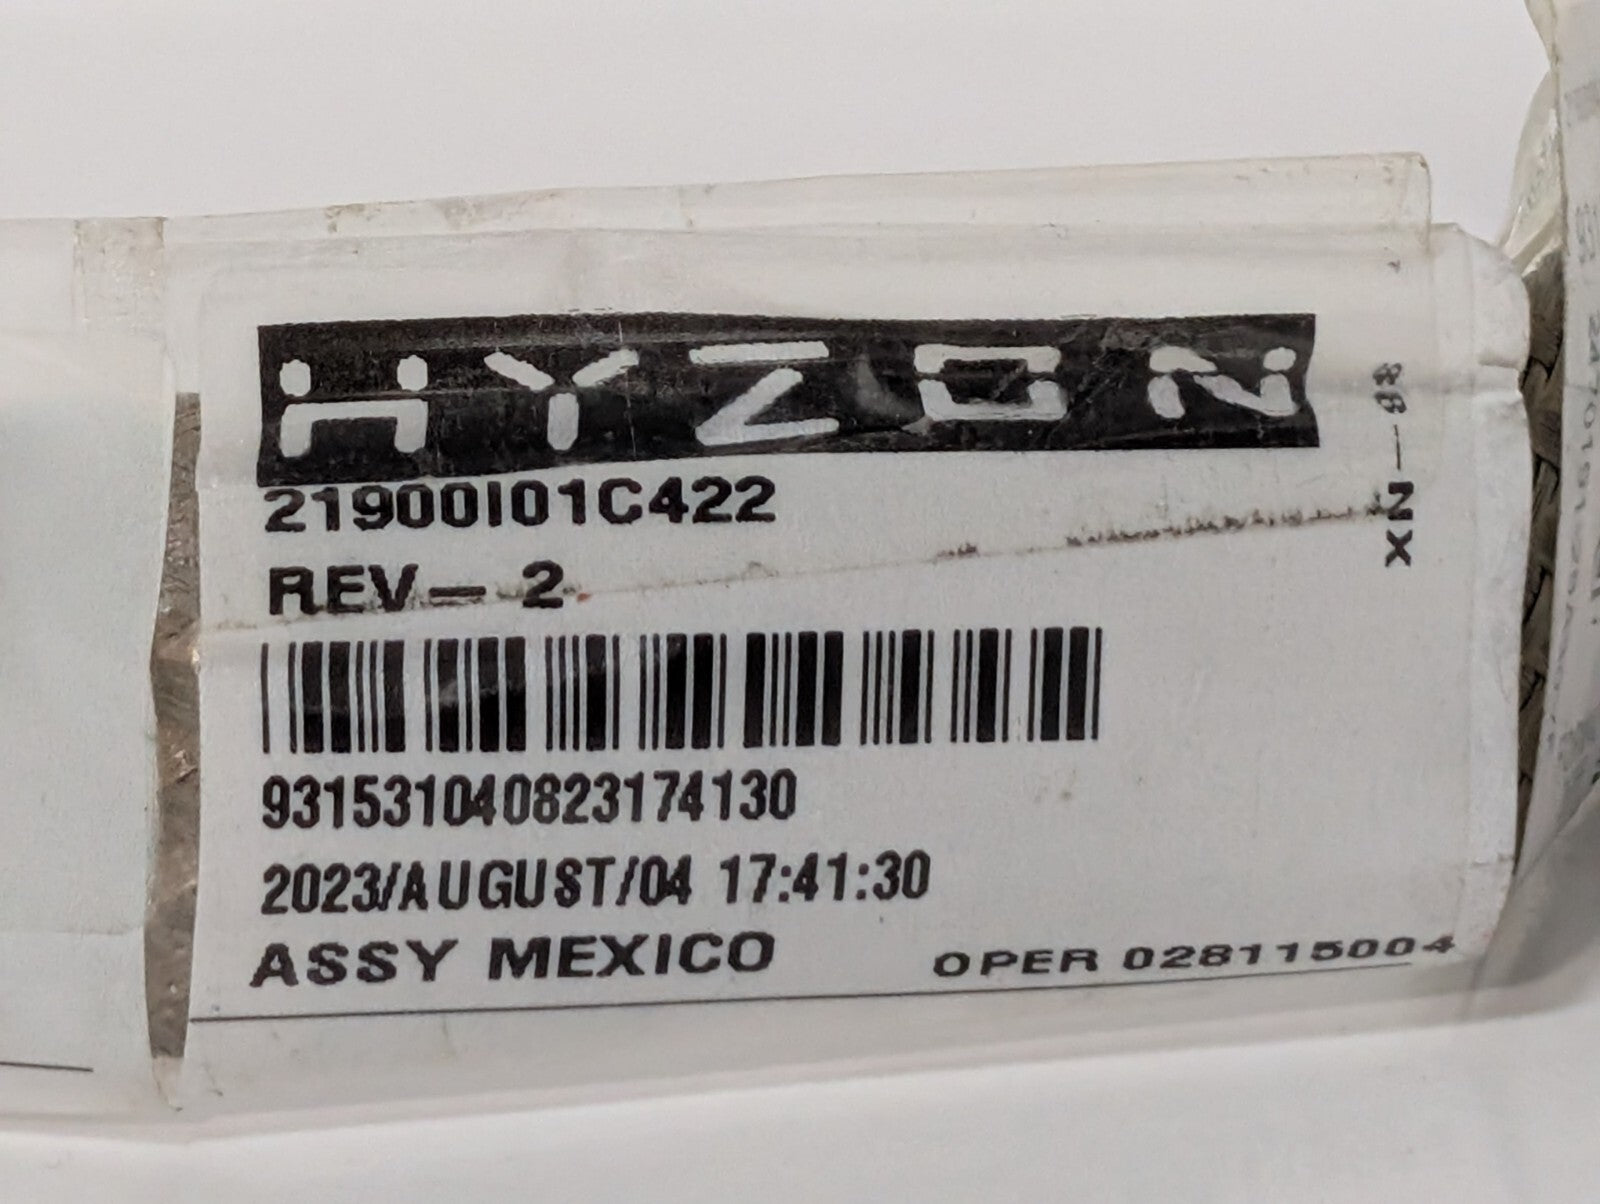 HYZON
21900I01C422
REV- 2
931531040823174130
2023/AUGUST/04 17:41:30
ASSY MEXICO
OPER 028115004